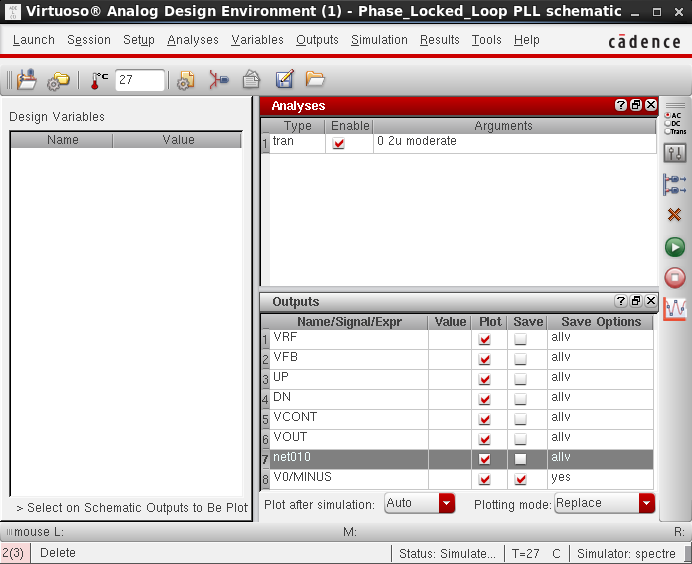 Virtuoso® Analog Design Environment (1) - Phase_Locked_Loop PLL schematic
Launch Session Setup Analyses Variables Outputs Simulation Results Tools Help
cādence
°C 27
Design Variables
Name Value
> Select on Schematic Outputs to Be Plot
Analyses
Type Enable Arguments
1 tran 0 2u moderate
Outputs
Name/Signal/Expr Value Plot Save Save Options
1 VRF allv
2 VFB allv
3 UP allv
4 DN allv
5 VCONT allv
6 VOUT allv
7 net010 allv
8 V0/MINUS yes
Plot after simulation: Auto Plotting mode: Replace
AC
DC
Trans
mouse L: M: R:
2(3) Delete Status: Simulate... T=27 C Simulator: spectre